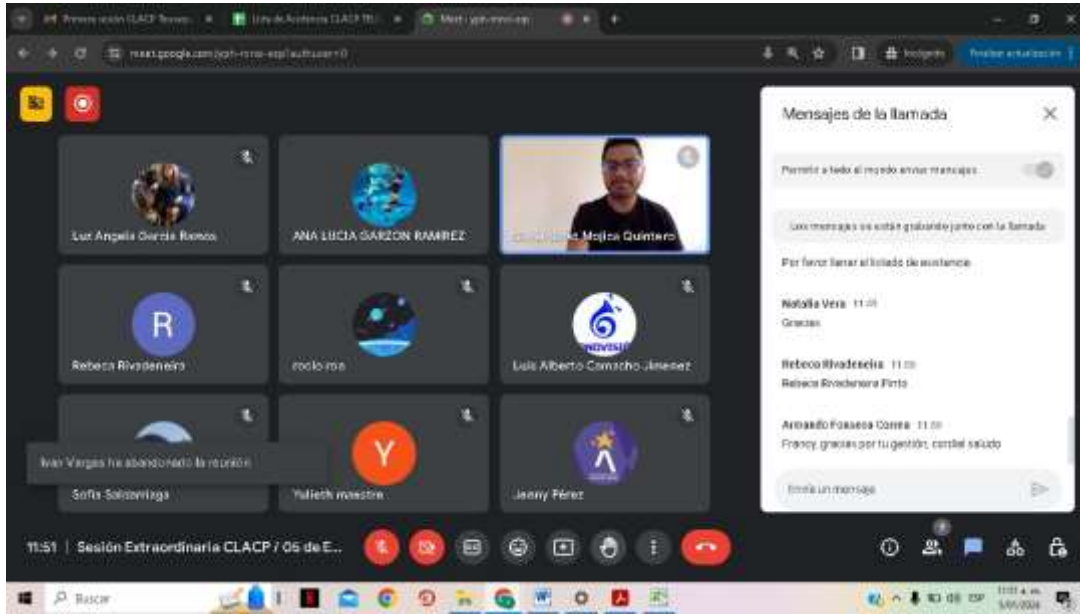 meet.google.com
Mensajes de la llamada
Permitir a todo el mundo enviar mensajes
Los mensajes se están grabando junto con la llamada
Por favor llenar el listado de asistencia
Natalia Vera 11:
Gracias
Rebeca Rivadeneira 11:
Rebeca Rivadeneira Pinto
Armando Fonseca 11:
Francy, gracias por tu gestión, cordial saludo
Envía un mensaje
Luz Angela Garcia Ramos
ANA LUCIA GARZON RAMIREZ
Mojica Quintero
R
Rebeca Rivadeneira
rocio roa
NOVISUÍ
Luis Alberto Camacho Jimenez
Ivan Vargas ha abandonado la reunión
Sofia
Y
Yulieth maestre
Jenny Pérez
11:51 | Sesión Extraordinaria CLACP / 05 de E...
Buscar
ESP